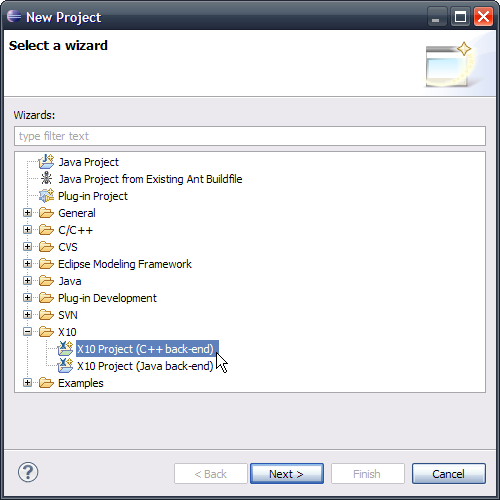 New Project
Select a wizard
Wizards:
type filter text
Java Project
Java Project from Existing Ant Buildfile
Plug-in Project
General
C/C++
CVS
Eclipse Modeling Framework
Java
Plug-in Development
SVN
X10
X10 Project (C++ back-end)
X10 Project (Java back-end)
Examples
? < Back Next > Finish Cancel